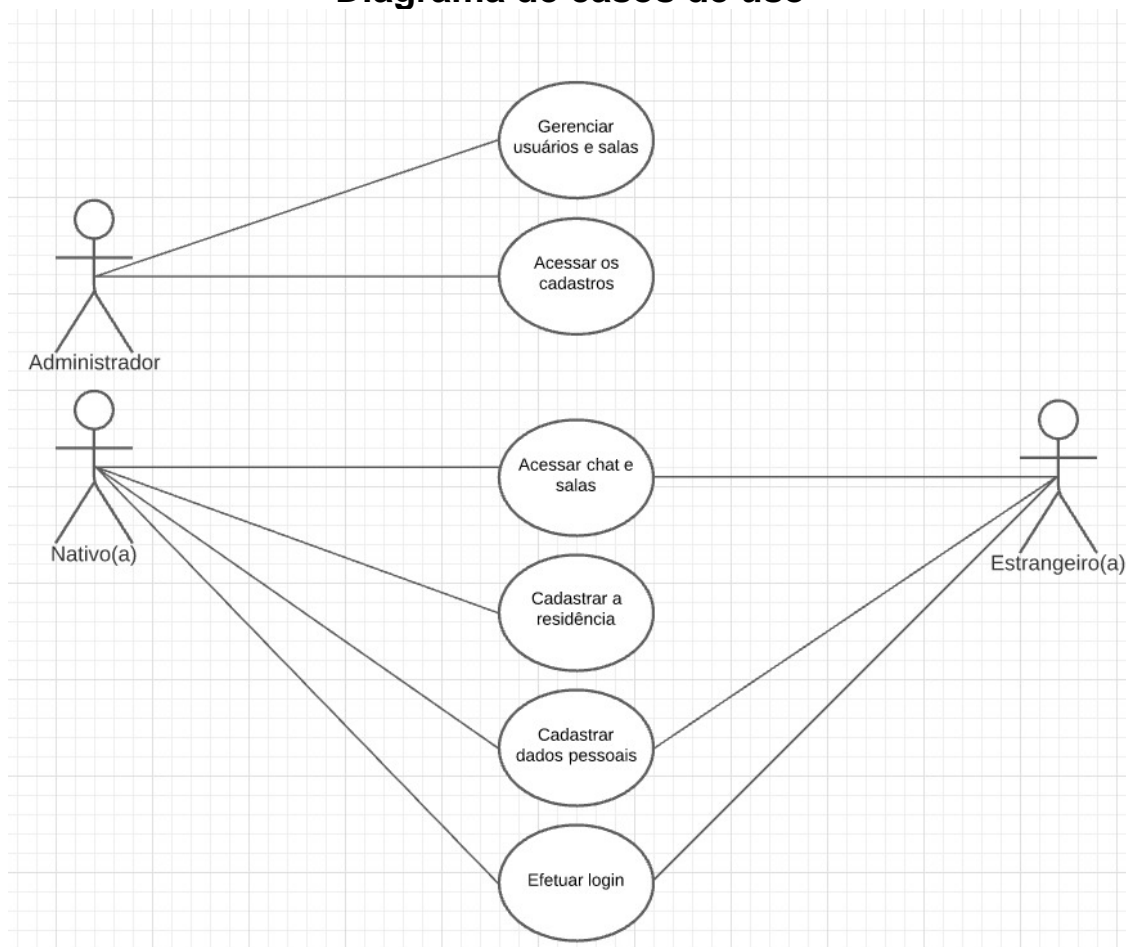 Diagrama de casos de uso
Gerenciar
usuários e salas
Acessar os
cadastros
Administrador
Acessar chat e
salas
Nativo(a)
Estrangeiro(a)
Cadastrar a
residência
Cadastrar
dados pessoais
Efetuar login